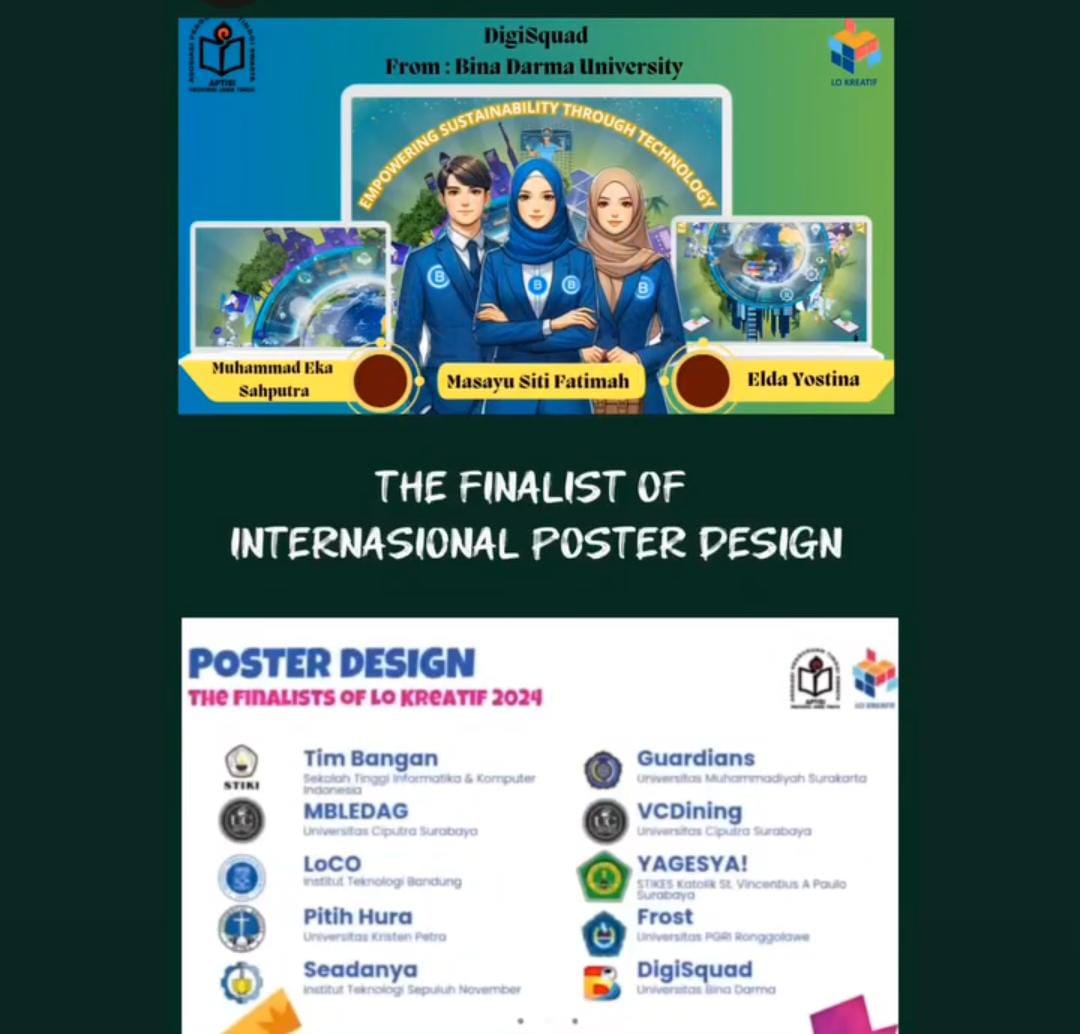 DigiSquad
From : Bina Darma University
APTISI
LO KREATIF
EMPOWERING SUSTAINABILITY THROUGH TECHNOLOGY
B
B
B
B
Muhammad Eka
Sahputra
Masayu Siti Fatimah
Elda Yostina
THE FINALIST OF
INTERNASIONAL POSTER DESIGN
POSTER DESIGN
THE FINALISTS OF LO KREATIF 2024
APTISI
LO KREATIF
STIKI
Tim Bangan
Sekolah Tinggi Informatika & Komputer
Indonesia
Guardians
Universitas Muhammadiyah Surakarta
MBLEDAG
Universitas Ciputra Surabaya
VCDining
Universitas Ciputra Surabaya
LoCO
Institut Teknologi Bandung
YAGESYA!
STIKES Katolik St. Vincentius A Paulo
Surabaya
Pitih Hura
Universitas Kristen Petra
Frost
Universitas PGRI Ronggolawe
Seadanya
Institut Teknologi Sepuluh November
DigiSquad
Universitas Bina Darma